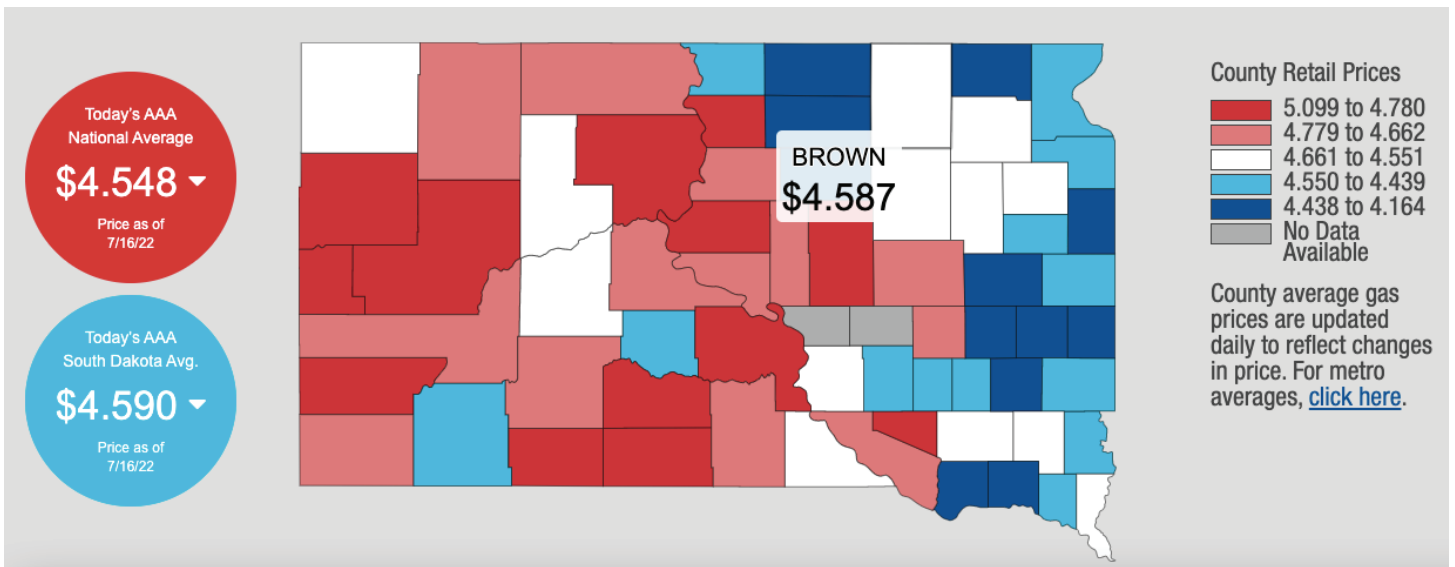 Today's AAA
National Average
$4.548
Price as of
7/16/22
Today's AAA
South Dakota Avg.
$4.590
Price as of
7/16/22
BROWN
$4.587
County Retail Prices
5.099 to 4.780
4.779 to 4.662
4.661 to 4.551
4.550 to 4.439
4.438 to 4.164
No Data
Available
County average gas
prices are updated
daily to reflect changes
in price. For metro
averages, click here.